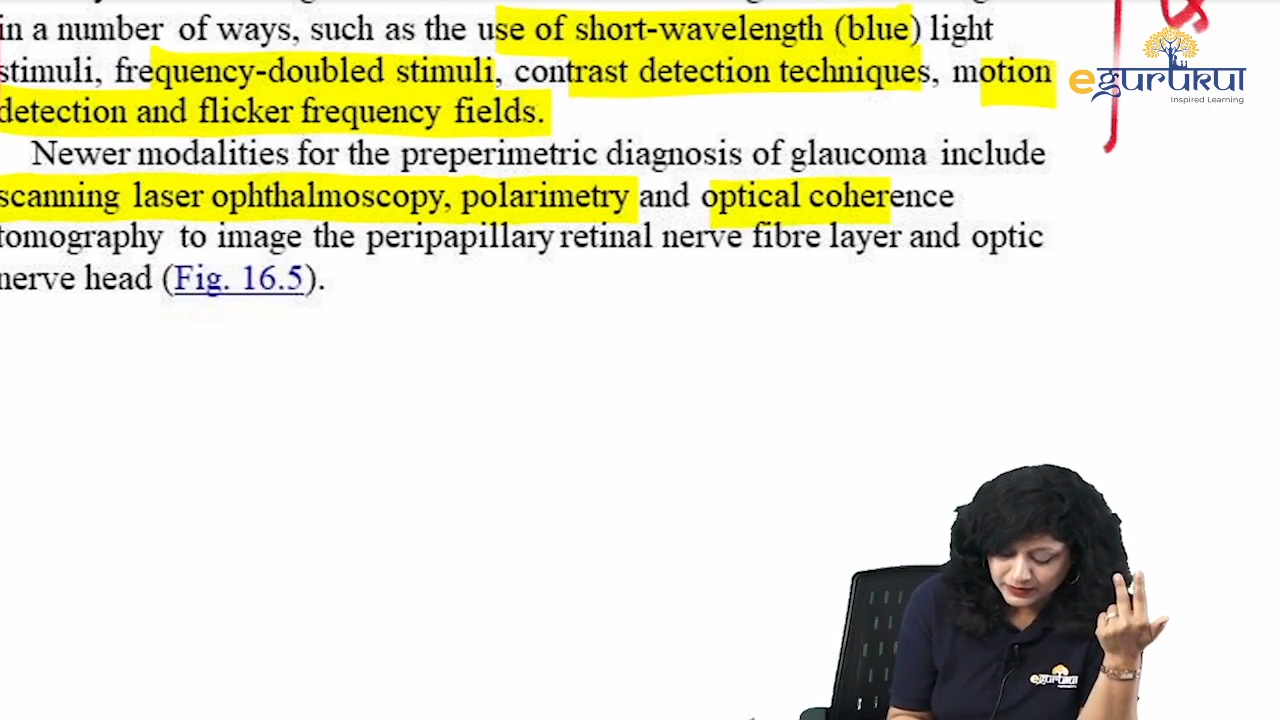 in a number of ways, such as the use of short-wavelength (blue) light
stimuli, frequency-doubled stimuli, contrast detection techniques, motion
detection and flicker frequency fields.
Newer modalities for the preperimetric diagnosis of glaucoma include
scanning laser ophthalmoscopy, polarimetry and optical coherence
tomography to image the peripapillary retinal nerve fibre layer and optic
nerve head (Fig. 16.5).
egurukul
Inspired Learning
egurukul